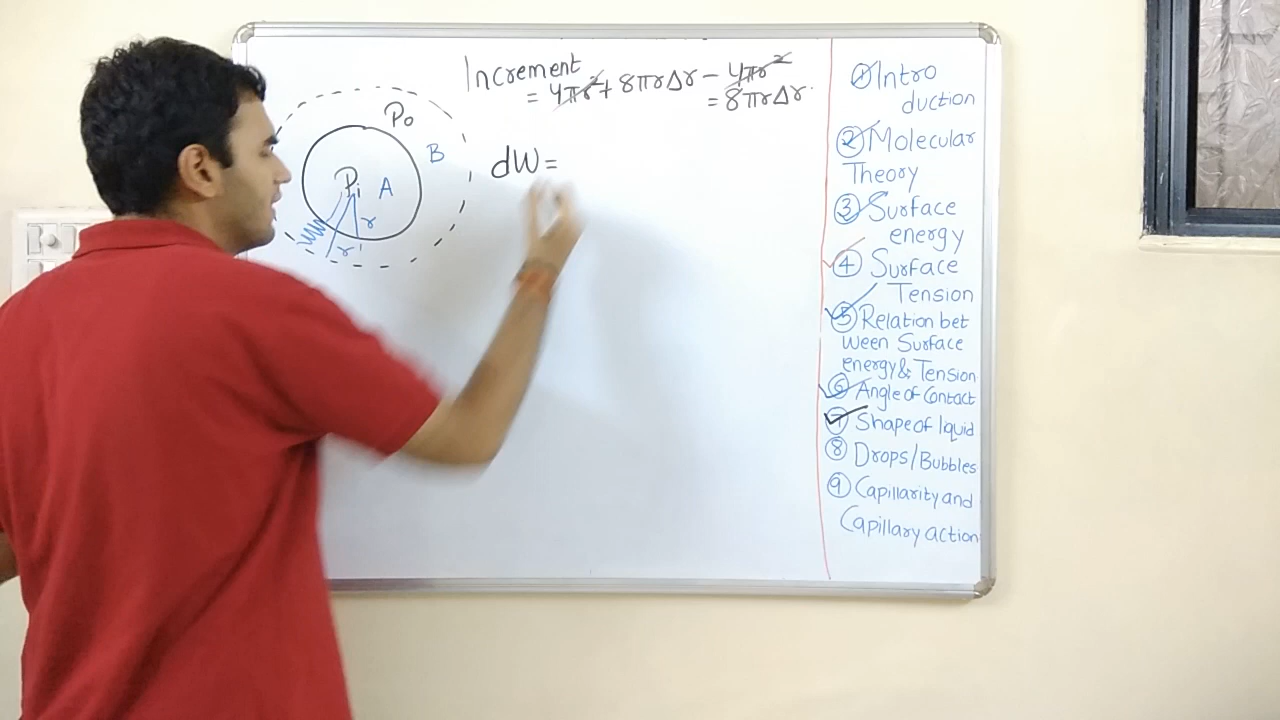 Increment
= 4πr² + 8πrΔr - 4πr²
= 8πrΔr.
dW=
Po
B
Pi
A
r
r'
① Intro
duction
② Molecular
Theory
③ Surface
energy
④ Surface
Tension
⑤ Relation bet
ween Surface
energy & Tension
⑥ Angle of Contact
⑦ Shape of liquid
⑧ Drops/Bubbles
⑨ Capillarity and
Capillary action